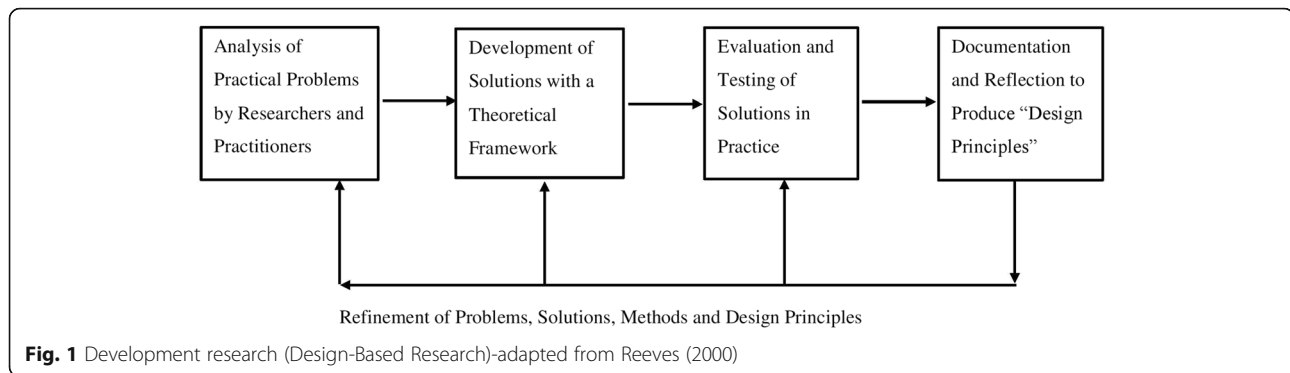 Analysis of
Practical Problems
by Researchers and
Practitioners
Development of
Solutions with a
Theoretical
Framework
Evaluation and
Testing of
Solutions in
Practice
Documentation
and Reflection to
Produce “Design
Principles”
Refinement of Problems, Solutions, Methods and Design Principles
Fig. 1 Development research (Design-Based Research)-adapted from Reeves (2000)